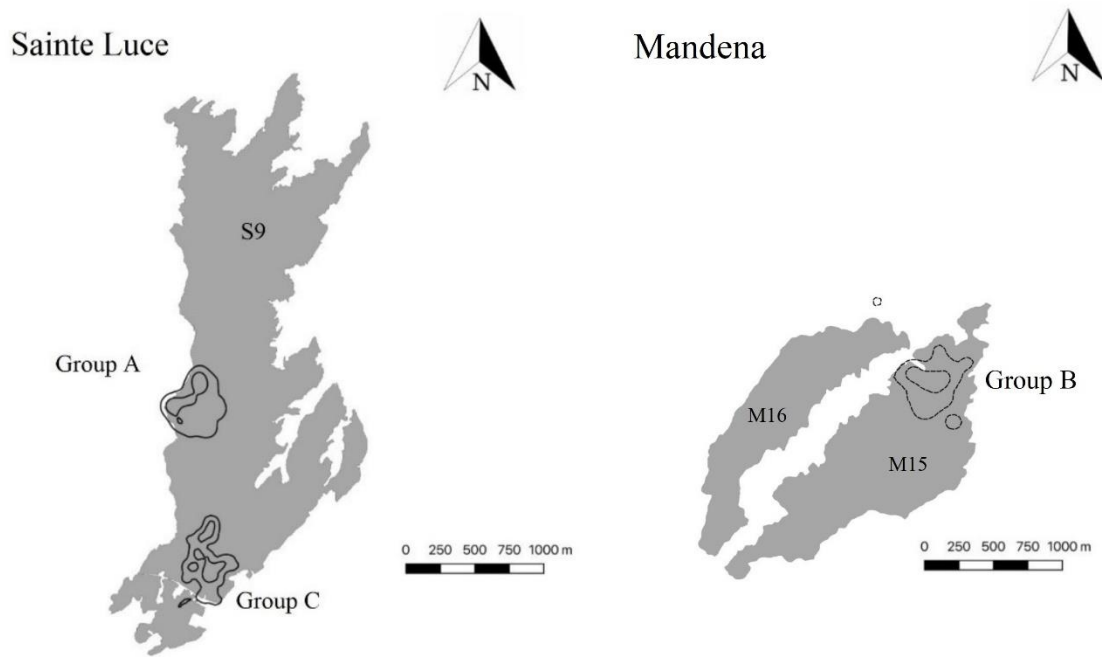 Sainte Luce
N
Mandena
N
S9
Group A
Group B
M16
M15
0 250 500 750 1000 m
0 250 500 750 1000 m
Group C